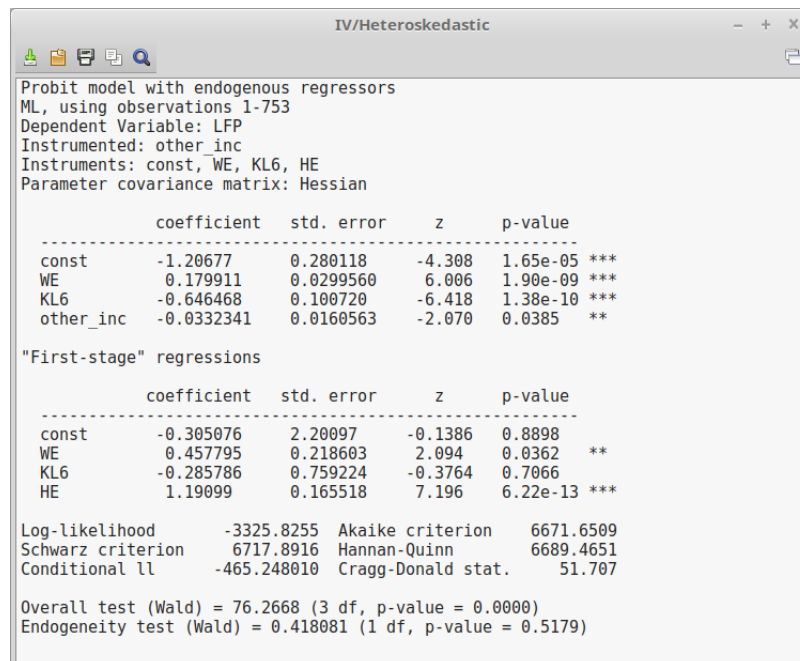 IV/Heteroskedastic
Probit model with endogenous regressors
ML, using observations 1-753
Dependent Variable: LFP
Instrumented: other_inc
Instruments: const, WE, KL6, HE
Parameter covariance matrix: Hessian
coefficient std. error z p-value
---------------------------------------------------------
const -1.20677 0.280118 -4.308 1.65e-05 ***
WE 0.179911 0.0299560 6.006 1.90e-09 ***
KL6 -0.646468 0.100720 -6.418 1.38e-10 ***
other_inc -0.0332341 0.0160563 -2.070 0.0385 **
"First-stage" regressions
coefficient std. error z p-value
---------------------------------------------------------
const -0.305076 2.20097 -0.1386 0.8898
WE 0.457795 0.218603 2.094 0.0362 **
KL6 -0.285786 0.759224 -0.3764 0.7066
HE 1.19099 0.165518 7.196 6.22e-13 ***
Log-likelihood -3325.8255 Akaike criterion 6671.6509
Schwarz criterion 6717.8916 Hannan-Quinn 6689.4651
Conditional ll -465.248010 Cragg-Donald stat. 51.707
Overall test (Wald) = 76.2668 (3 df, p-value = 0.0000)
Endogeneity test (Wald) = 0.418081 (1 df, p-value = 0.5179)